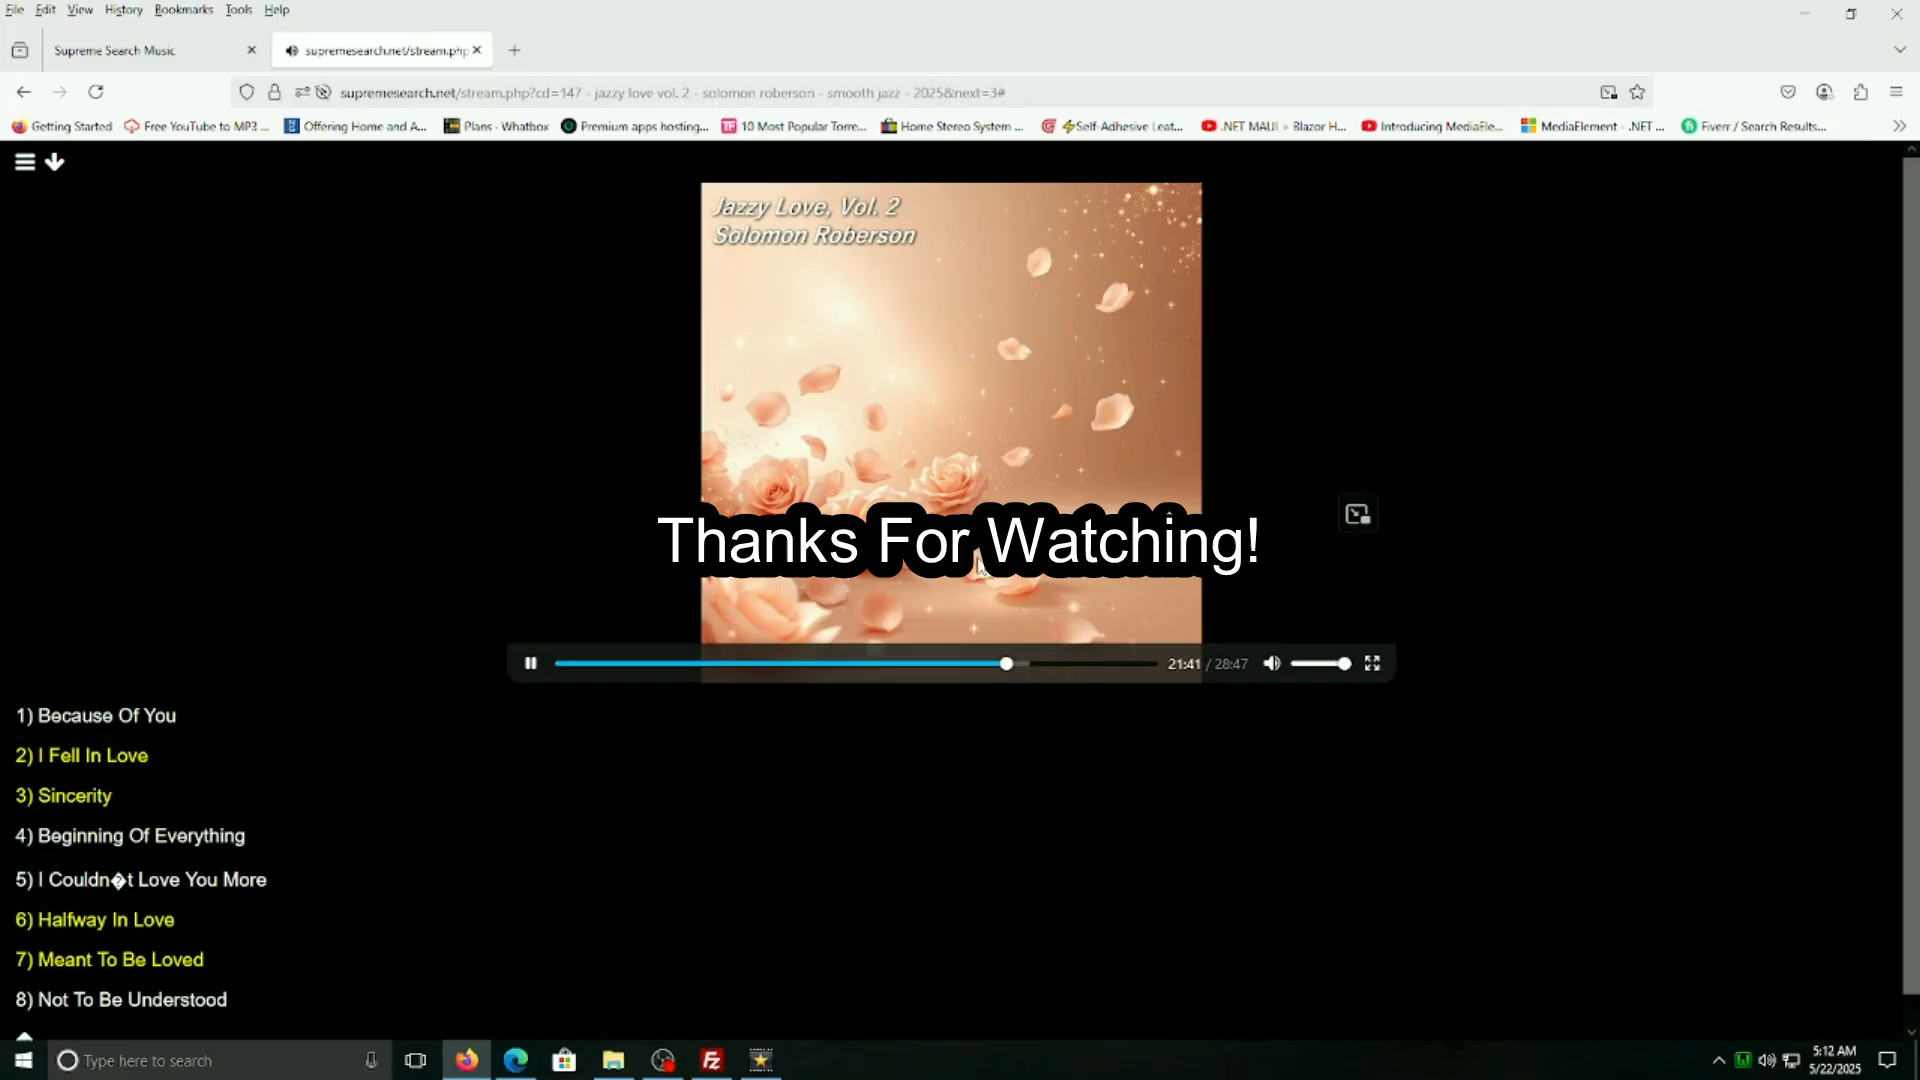 File Edit View History Bookmarks Tools Help
Supreme Search Music
supremesearch.net/stream.php
supremesearch.net/stream.php?cd=147 - jazzy love vol. 2 - solomon roberson - smooth jazz - 2025&next=3#
Getting Started Free YouTube to MP3 ... Offering Home and A... Plans - Whatbox Premium apps hosting... 10 Most Popular Torre... Home Stereo System ... ⚡Self-Adhesive Leat... .NET MAUI + Blazor H... Introducing MediaEle... MediaElement - .NET ... Fiverr / Search Results...
Jazzy Love, Vol. 2
Solomon Roberson
Thanks For Watching!
21:41 / 28:47
1) Because Of You
2) I Fell In Love
3) Sincerity
4) Beginning Of Everything
5) I Couldn�t Love You More
6) Halfway In Love
7) Meant To Be Loved
8) Not To Be Understood
Type here to search
5:12 AM
5/22/2025